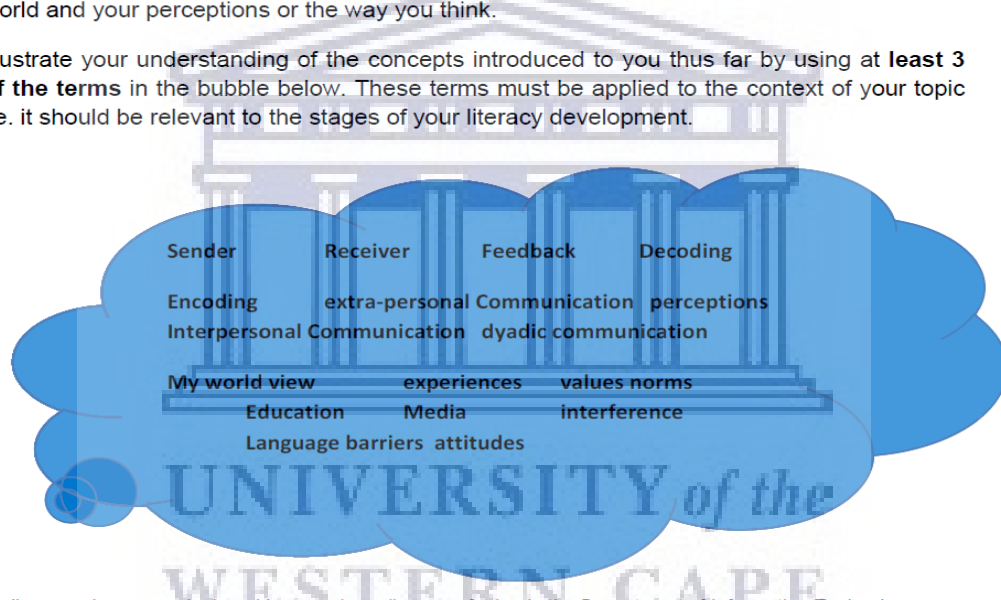 orld and your perceptions or the way you think.
ustrate your understanding of the concepts introduced to you thus far by using at least 3
f the terms in the bubble below. These terms must be applied to the context of your topic
e. it should be relevant to the stages of your literacy development.
Sender Receiver Feedback Decoding
Encoding extra-personal Communication perceptions
Interpersonal Communication dyadic communication
My world view experiences values norms
Education Media interference
Language barriers attitudes
UNIVERSITY of the
WESTERN CAPE